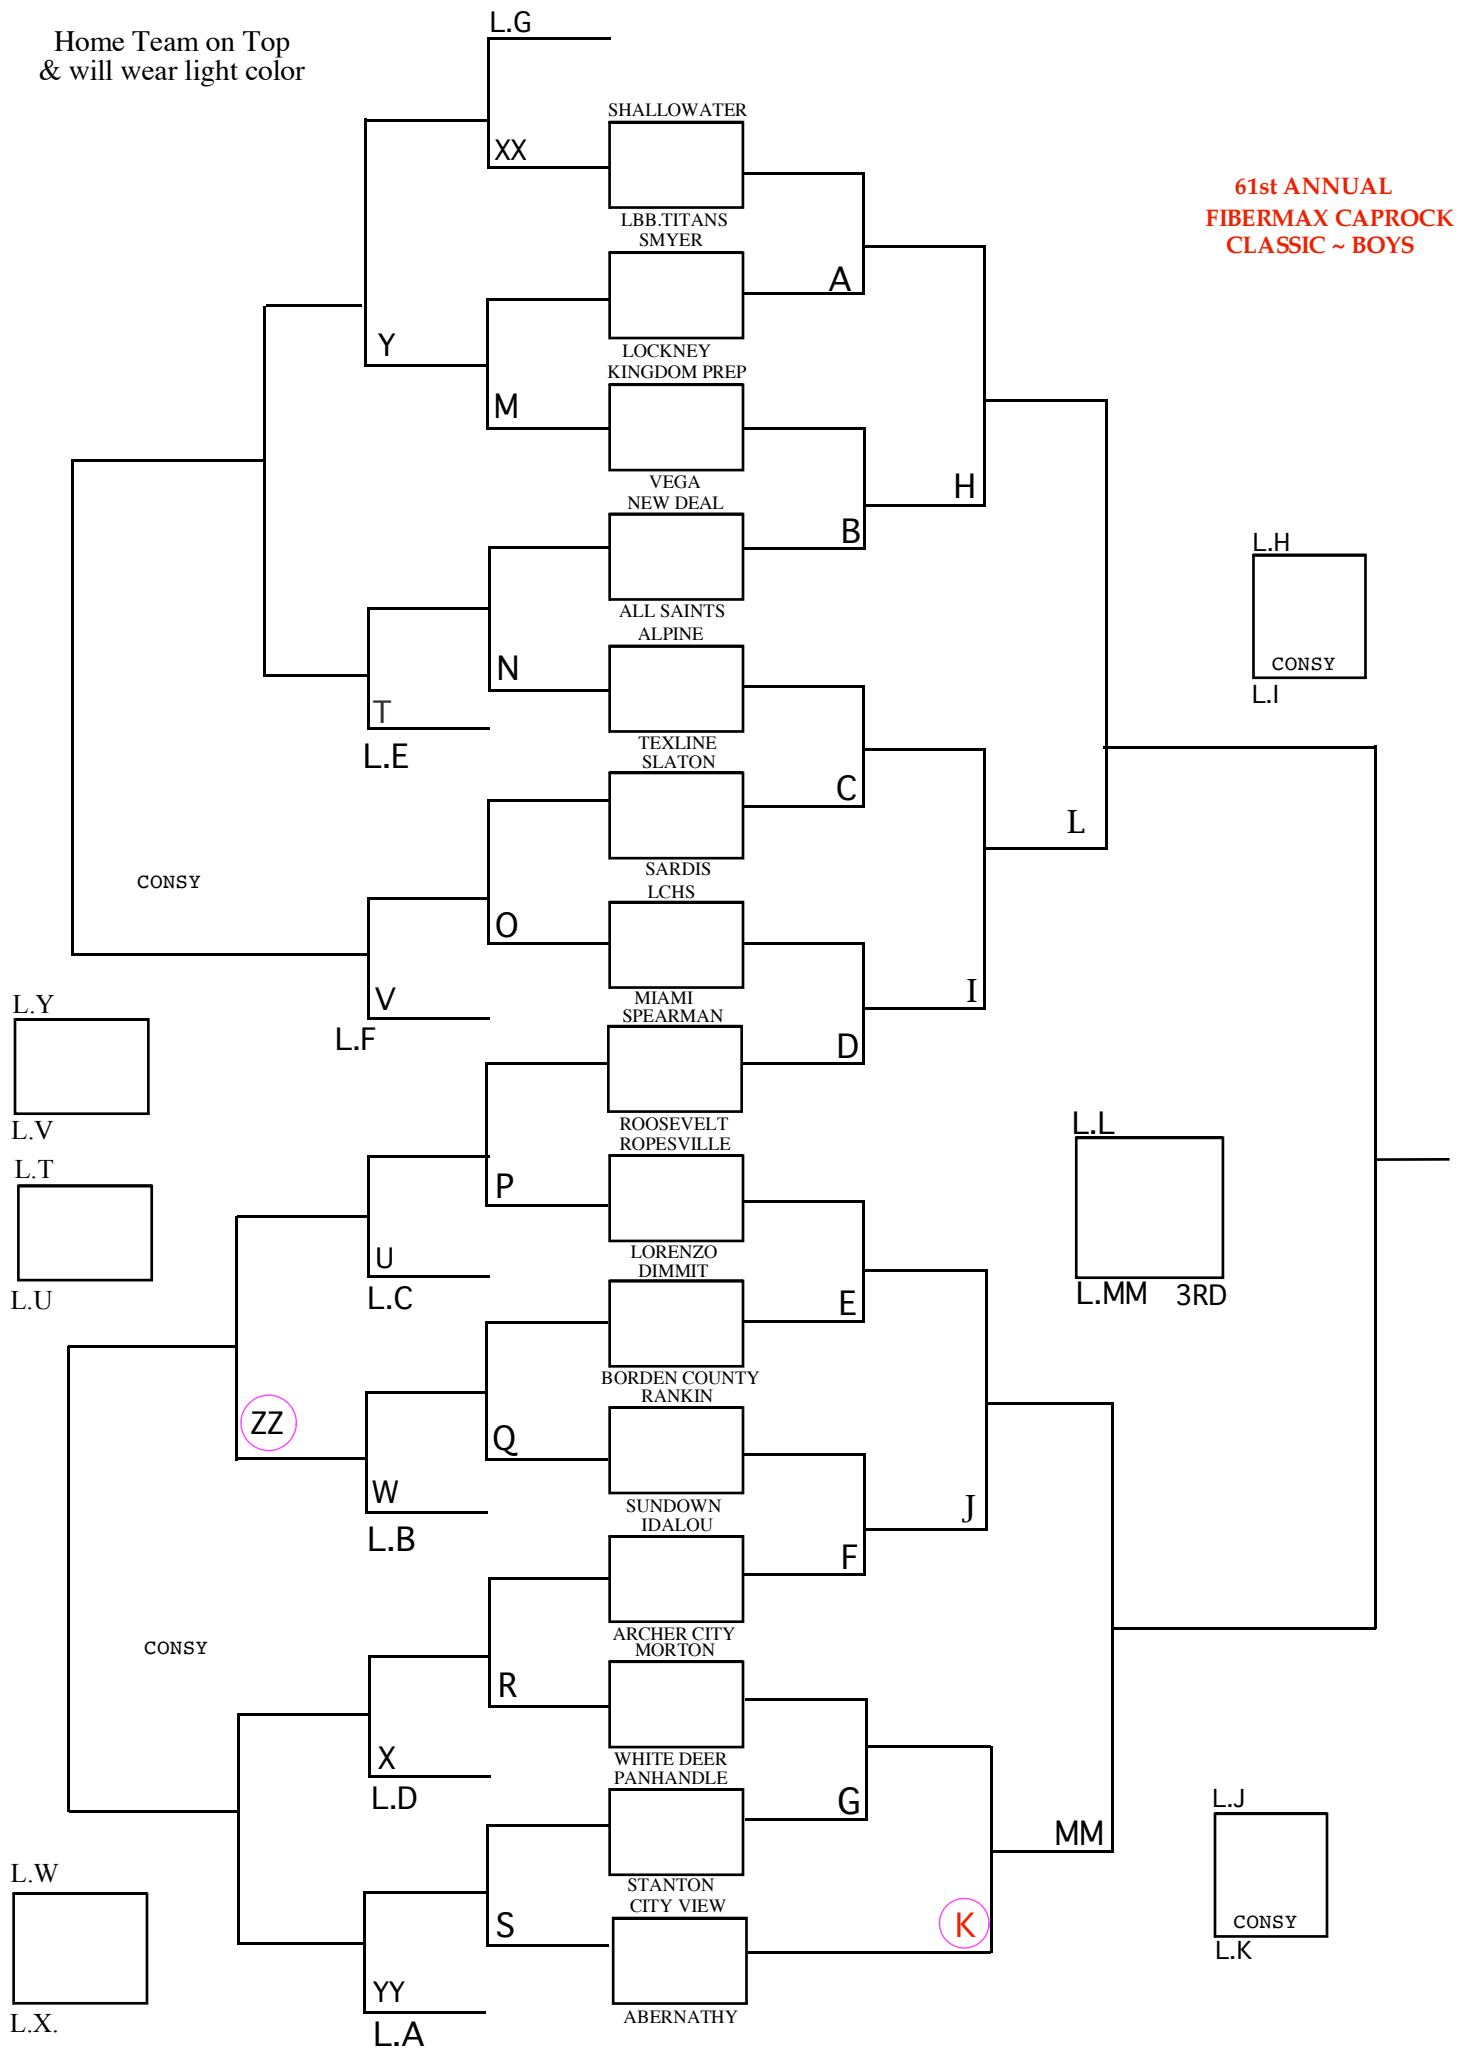 L.G
Home Team on Top
& will wear light color
SHALLOWATER
XX
61st ANNUAL
FIBERMAX CAPROCK
CLASSIC ~ BOYS
LBB.TITANS
SMYER
A
Y
LOCKNEY
KINGDOM PREP
M
VEGA
H
NEW DEAL
B
L.H
ALL SAINTS
ALPINE
N
CONSY
L.I
T
L.E
TEXLINE
SLATON
C
L
SARDIS
CONSY
LCHS
O
V
MIAMI
I
L.Y
SPEARMAN
L.F
D
L.V
ROOSEVELT
L.L
ROPESVILLE
L.T
P
U
LORENZO
DIMMIT
L.U
L.C
E
L.MM 3RD
BORDEN COUNTY
RANKIN
ZZ
Q
W
SUNDOWN
J
L.B
IDALOU
F
ARCHER CITY
CONSY
MORTON
R
X
WHITE DEER
PANHANDLE
L.D
G
L.J
MM
L.W
STANTON
CITY VIEW
S
K
CONSY
L.K
YY
ABERNATHY
L.X.
L.A